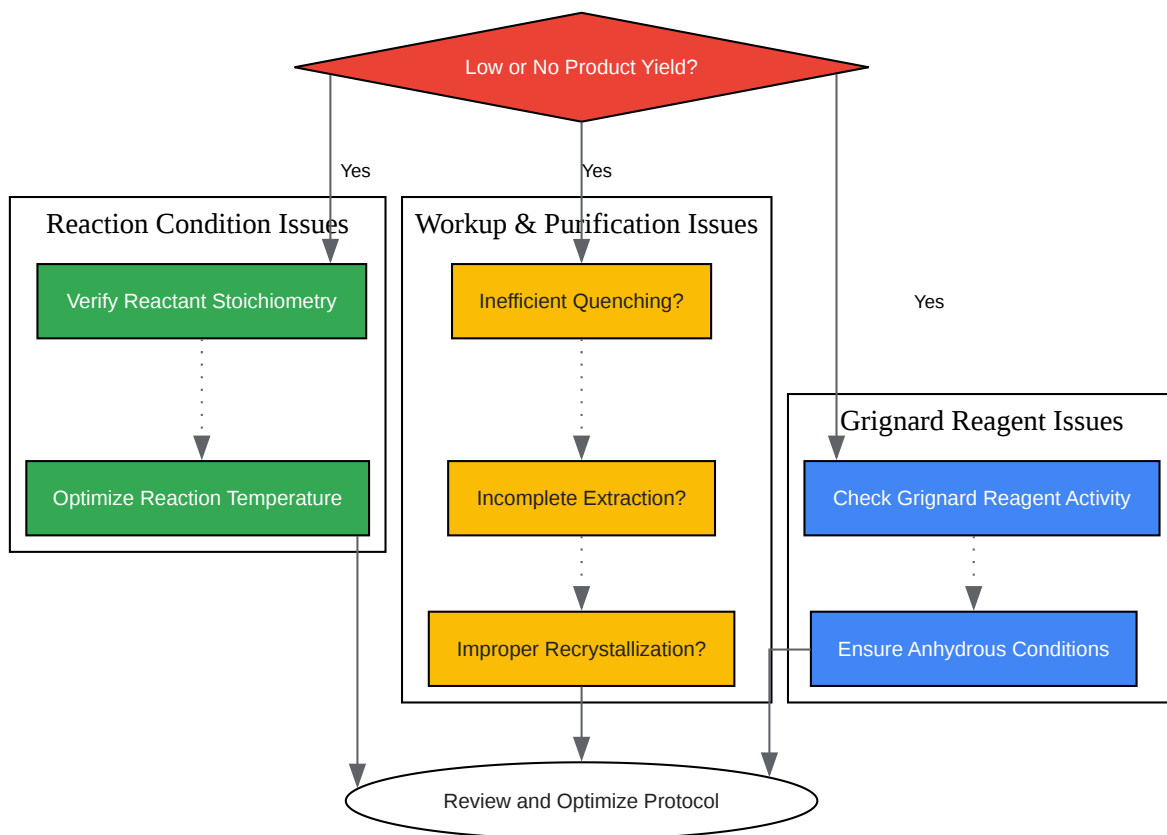 Low or No Product Yield?
Yes
Yes
Yes
Reaction Condition Issues
Verify Reactant Stoichiometry
Optimize Reaction Temperature
Workup & Purification Issues
Inefficient Quenching?
Incomplete Extraction?
Improper Recrystallization?
Grignard Reagent Issues
Check Grignard Reagent Activity
Ensure Anhydrous Conditions
Review and Optimize Protocol